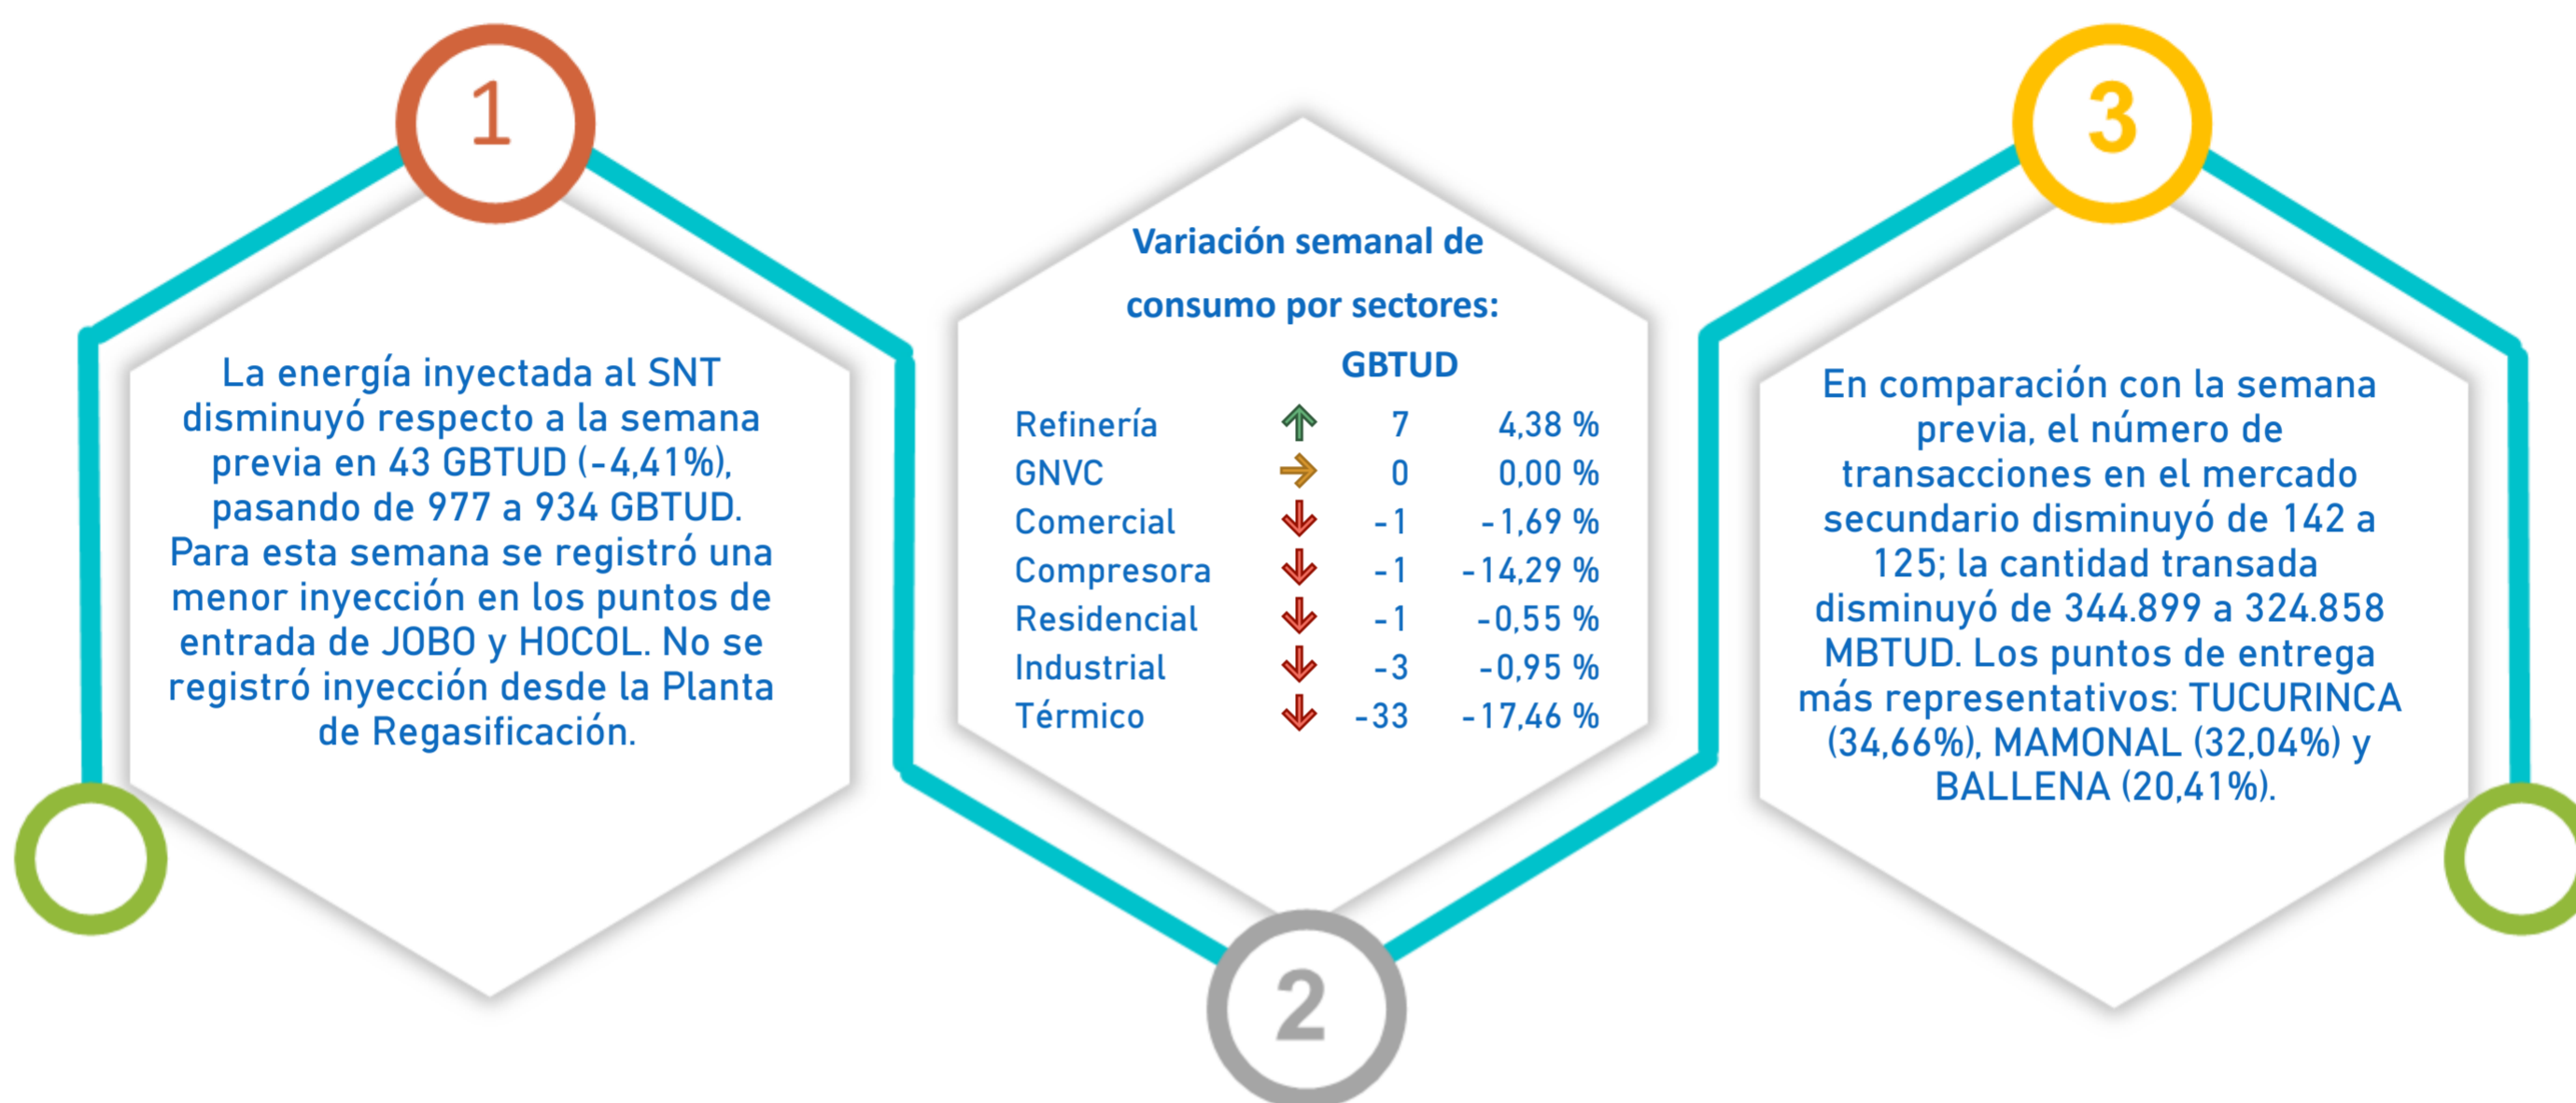 1
La energía inyectada al SNT
disminuyó respecto a la semana
previa en 43 GBTUD (-4,41%),
pasando de 977 a 934 GBTUD.
Para esta semana se registró una
menor inyección en los puntos de
entrada de JOBO y HOCOL. No se
registró inyección desde la Planta
de Regasificación.
Variación semanal de
consumo por sectores:
GBTUD
Refinería 7 4,38 %
GNVC 0 0,00 %
Comercial -1 -1,69 %
Compresora -1 -14,29 %
Residencial -1 -0,55 %
Industrial -3 -0,95 %
Térmico -33 -17,46 %
2
3
En comparación con la semana
previa, el número de
transacciones en el mercado
secundario disminuyó de 142 a
125; la cantidad transada
disminuyó de 344.899 a 324.858
MBTUD. Los puntos de entrega
más representativos: TUCURINCA
(34,66%), MAMONAL (32,04%) y
BALLENA (20,41%).